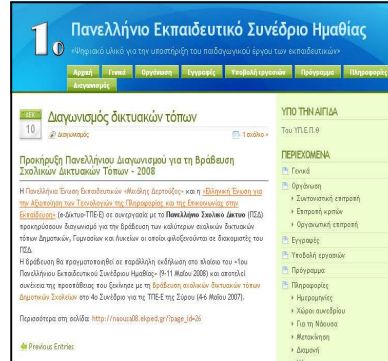 1ο Πανελλήνιο Εκπαιδευτικό Συνέδριο Ημαθίας
«Ψηφιακό υλικό για την υποστήριξη του παιδαγωγικού έργου των εκπαιδευτικών»
Αρχική Γενικά Οργάνωση Εγγραφές Υποβολή εργασιών Πρόγραμμα Πληροφορίες
Διαγωνισμός
ΔΕΚ
10
Διαγωνισμός δικτυακών τόπων
Διαγωνισμός
1 σχόλιο »
Προκήρυξη Πανελλήνιου Διαγωνισμού για τη Βράβευση
Σχολικών Δικτυακών Τόπων - 2008
Η Πανελλήνια Ένωση Εκπαιδευτικών «Μιχάλης Δερτούζος» και η «Ελληνική Ένωση για
την Αξιοποίηση των Τεχνολογιών της Πληροφορίας και της Επικοινωνίας στην
Εκπαίδευση» (e-Δίκτυο-ΤΠΕ-Ε) σε συνεργασία με το Πανελλήνιο Σχολικό Δίκτυο (ΠΣΔ)
προκηρύσσουν διαγωνισμό για την βράβευση των καλύτερων σχολικών δικτυακών
τόπων Δημοτικών, Γυμνασίων και Λυκείων οι οποίοι φιλοξενούνται σε διακομιστές του
ΠΣΔ.
Η βράβευση θα πραγματοποιηθεί σε παράλληλη εκδήλωση στο πλαίσιο του «1ου
Πανελλήνιου Εκπαιδευτικού Συνεδρίου Ημαθίας» (9-11 Μαΐου 2008) και αποτελεί
συνέχεια της προσπάθειας που ξεκίνησε με τη βράβευση σχολικών δικτυακών τόπων
Δημοτικών Σχολείων στο 4ο Συνέδριο για τις ΤΠΕ-Ε της Σύρου (4-6 Μαΐου 2007).
Περισσότερα στη σελίδα: http://naousa08.ekped.gr/?page_id=26
Previous Entries
ΥΠΟ ΤΗΝ ΑΙΓΙΔΑ
Του ΥΠ.Ε.Π.Θ
ΠΕΡΙΕΧΟΜΕΝΑ
Γενικά
Οργάνωση
Συντονιστική επιτροπή
Επιτροπή κριτών
Οργανωτική επιτροπή
Εγγραφές
Υποβολή εργασιών
Πρόγραμμα
Πληροφορίες
Ημερομηνίες
Χώροι συνεδρίου
Για τη Νάουσα
Μετακίνηση
Διαμονή